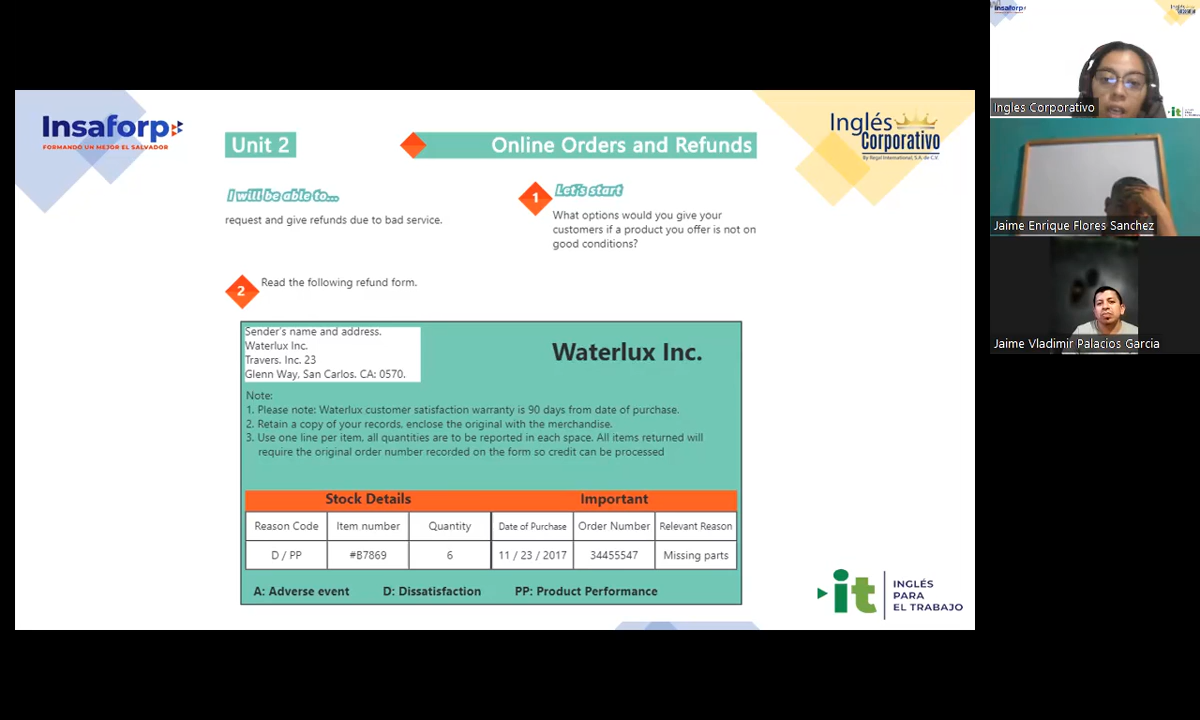 Insaforp
FORMANDO UN MEJOR EL SALVADOR
Unit 2
Online Orders and Refunds
Inglés
Corporativo
By Regal International, S.A. de C.V.
I will be able to...
request and give refunds due to bad service.
1
Let's start
What options would you give your
customers if a product you offer is not on
good conditions?
2
Read the following refund form.
Sender's name and address.
Waterlux Inc.
Travers. Inc. 23
Glenn Way, San Carlos. CA: 0570.
Waterlux Inc.
Note:
1. Please note: Waterlux customer satisfaction warranty is 90 days from date of purchase.
2. Retain a copy of your records, enclose the original with the merchandise.
3. Use one line per item, all quantities are to be reported in each space. All items returned will
require the original order number recorded on the form so credit can be processed
Stock Details Important
Reason Code Item number Quantity Date of Purchase Order Number Relevant Reason
D / PP #B7869 6 11 / 23 / 2017 34455547 Missing parts
A: Adverse event D: Dissatisfaction PP: Product Performance
it
INGLÉS
PARA
EL TRABAJO
Insaforp
Ingles Corporativo
it
Jaime Enrique Flores Sanchez
Jaime Vladimir Palacios Garcia